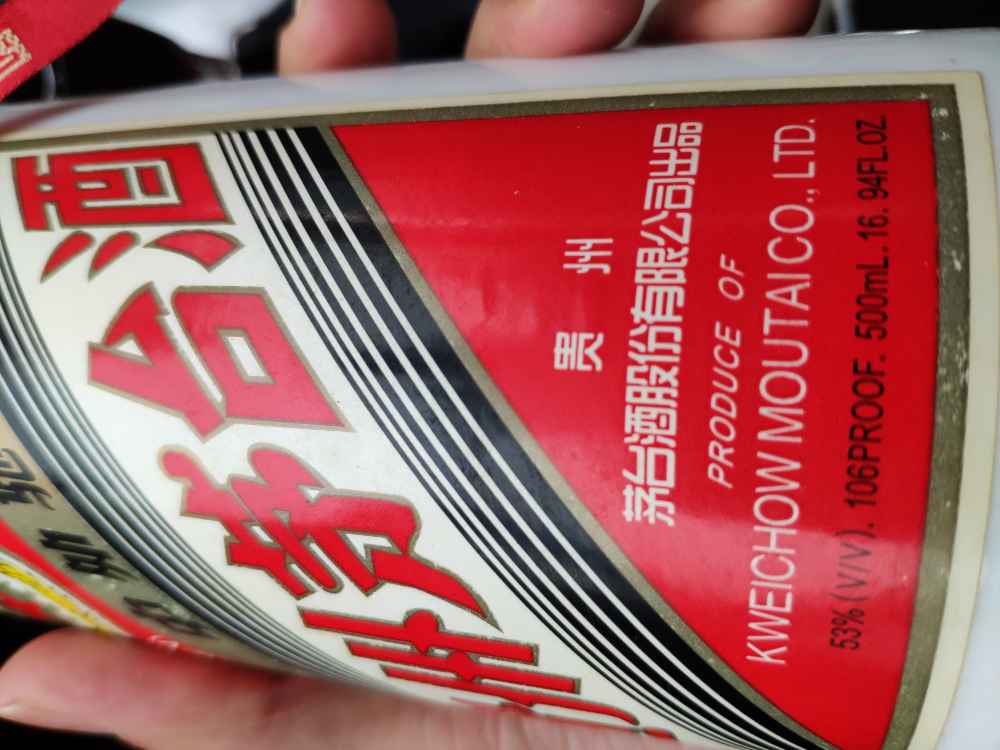 州茅台酒
贵州
茅台酒股份有限公司出品
PRODUCE OF
KWEICHOW MOUTAI CO., LTD.
53% (V/V). 106PROOF. 500mL. 16. 94FL.OZ.